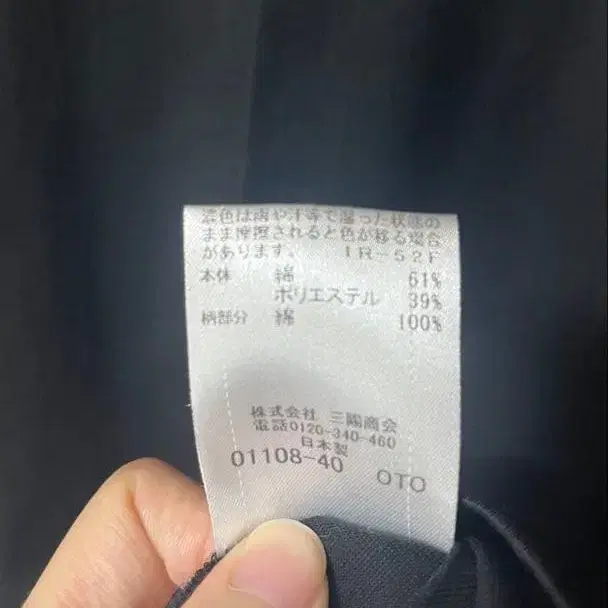 濃色は雨や汗等で湿った状態の
まま摩擦されると色が移る場合
があります。 IR-52F
本体 綿 61%
ポリエステル 39%
柄部分 綿 100%
株式会社 三陽商会
電話0120-340-460
日本製
01108-40 OTO